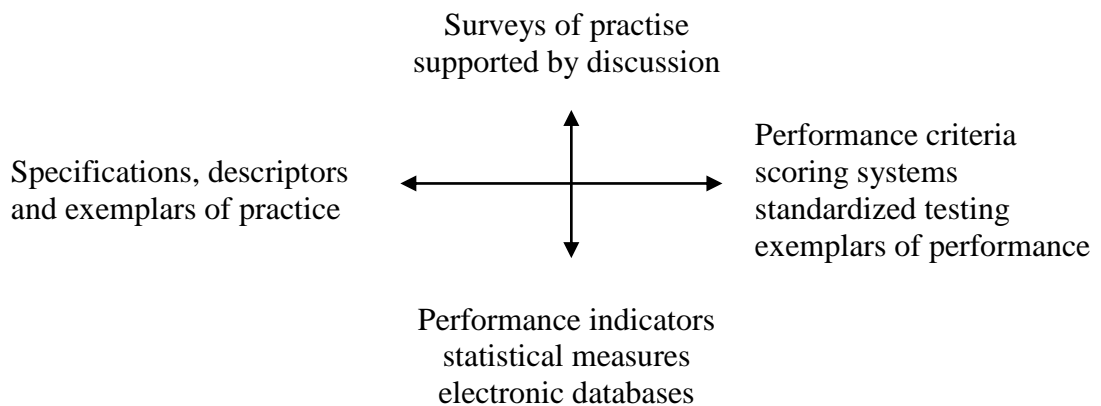 Surveys of practise
supported by discussion
Specifications, descriptors
and exemplars of practice
Performance criteria
scoring systems
standardized testing
exemplars of performance
Performance indicators
statistical measures
electronic databases